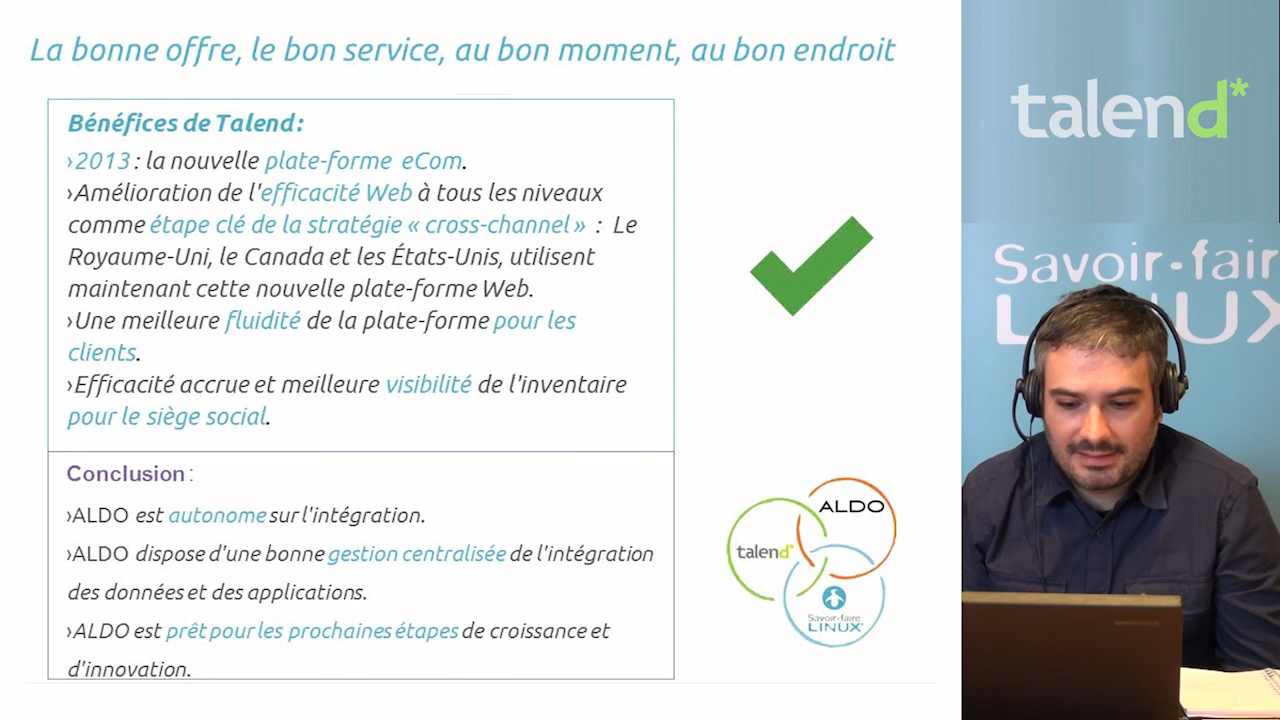 La bonne offre, le bon service, au bon moment, au bon endroit
Bénéfices de Talend:
›2013 : la nouvelle plate-forme eCom.
›Amélioration de l'efficacité Web à tous les niveaux
comme étape clé de la stratégie « cross-channel » : Le
Royaume-Uni, le Canada et les États-Unis, utilisent
maintenant cette nouvelle plate-forme Web.
›Une meilleure fluidité de la plate-forme pour les
clients.
›Efficacité accrue et meilleure visibilité de l'inventaire
pour le siège social.
Conclusion :
›ALDO est autonome sur l'intégration.
›ALDO dispose d'une bonne gestion centralisée de l'intégration
des données et des applications.
›ALDO est prêt pour les prochaines étapes de croissance et
d'innovation.
ALDO
talend*
Savoir-faire
LINUX
talend*
Savoir-fair
LINUX